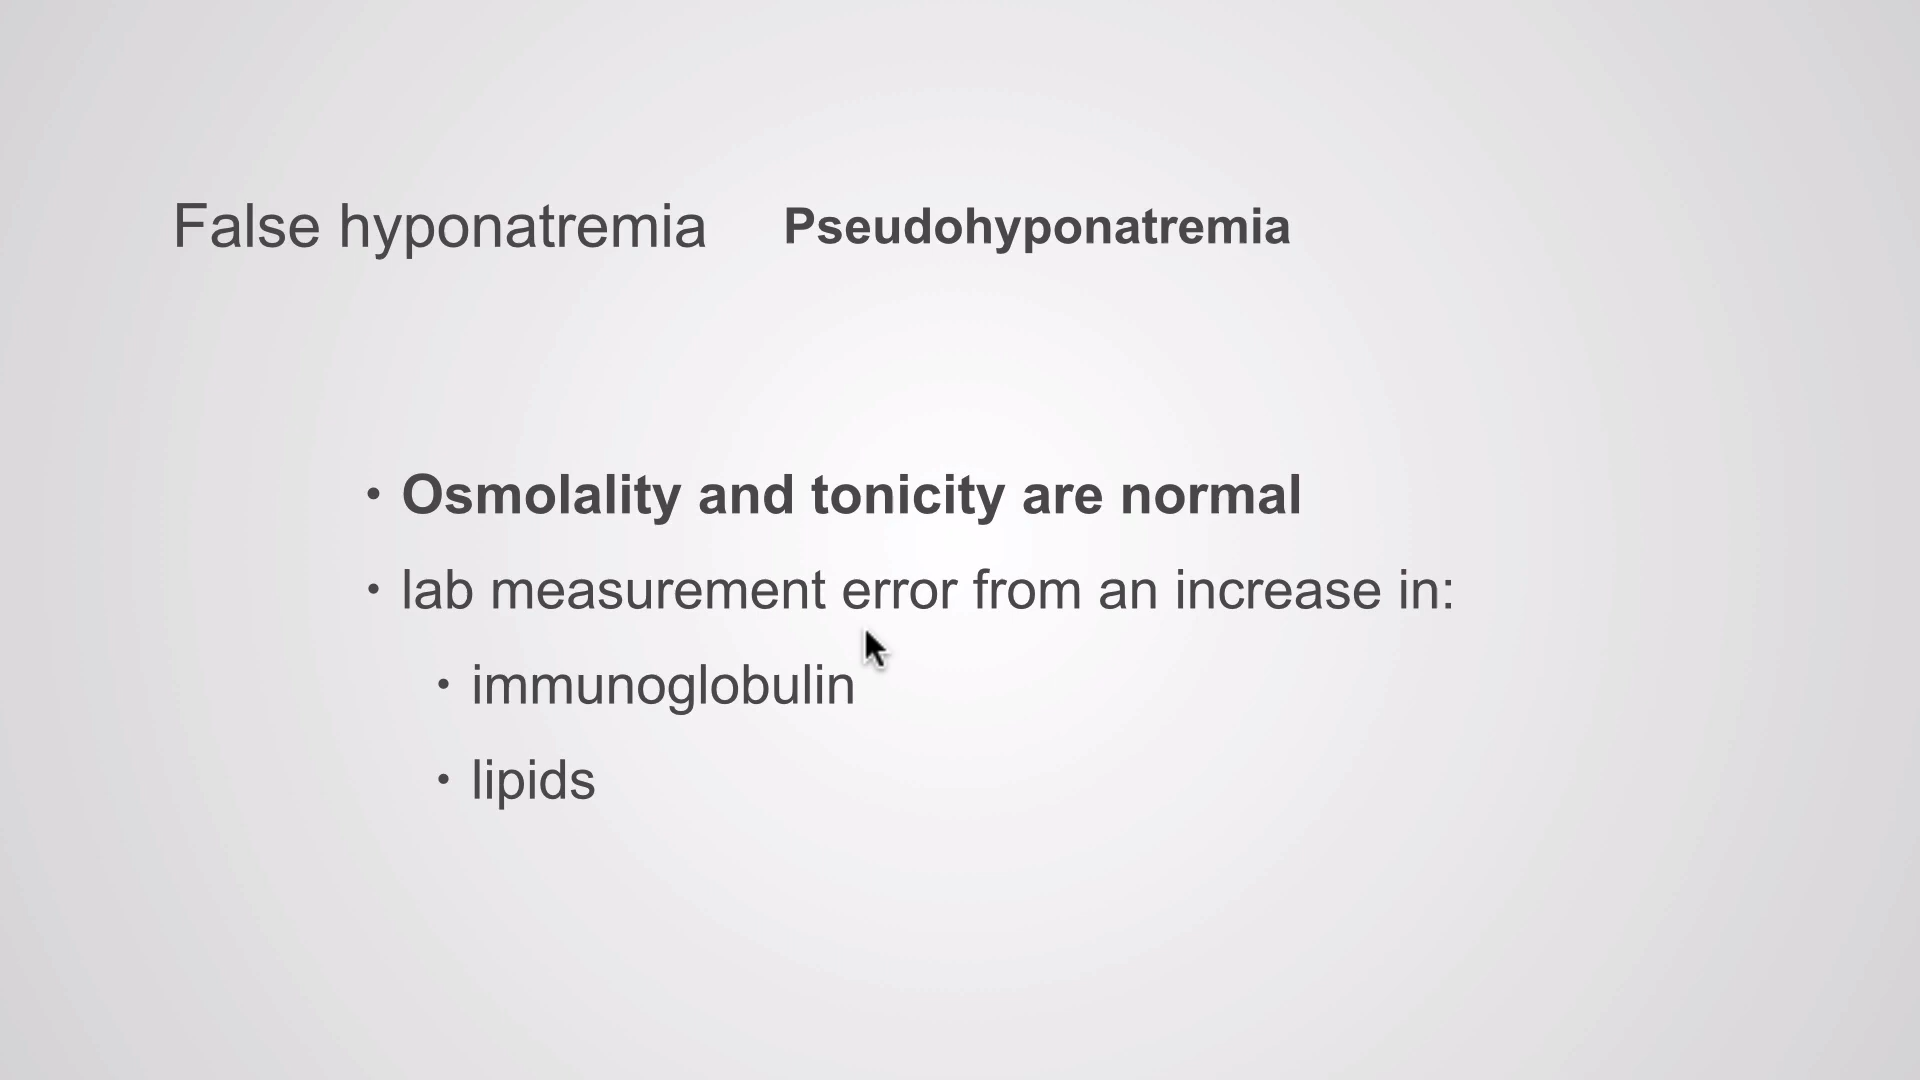 False hyponatremia Pseudohyponatremia
• Osmolality and tonicity are normal
• lab measurement error from an increase in:
• immunoglobulin
• lipids